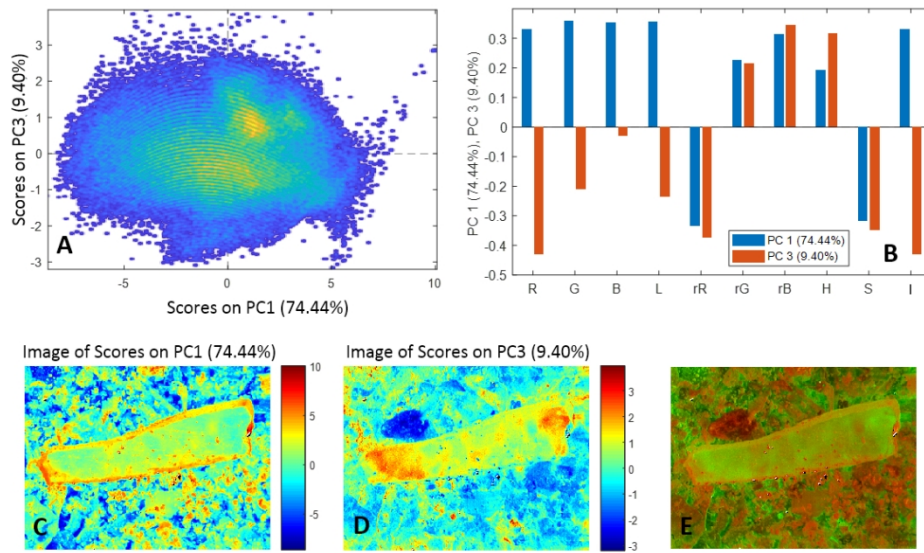 Scores on PC3 (9.40%)
4
3
2
1
0
-1
-2
-3
A
-5
0
5
10
Scores on PC1 (74.44%)
PC 1 (74.44%), PC 3 (9.40%)
0.3
0.2
0.1
0
-0.1
-0.2
-0.3
-0.4
-0.5
PC 1 (74.44%)
PC 3 (9.40%)
B
R G B L rR rG rB H S I
Image of Scores on PC1 (74.44%)
C
10
5
0
-5
Image of Scores on PC3 (9.40%)
D
3
2
1
0
-1
-2
-3
E